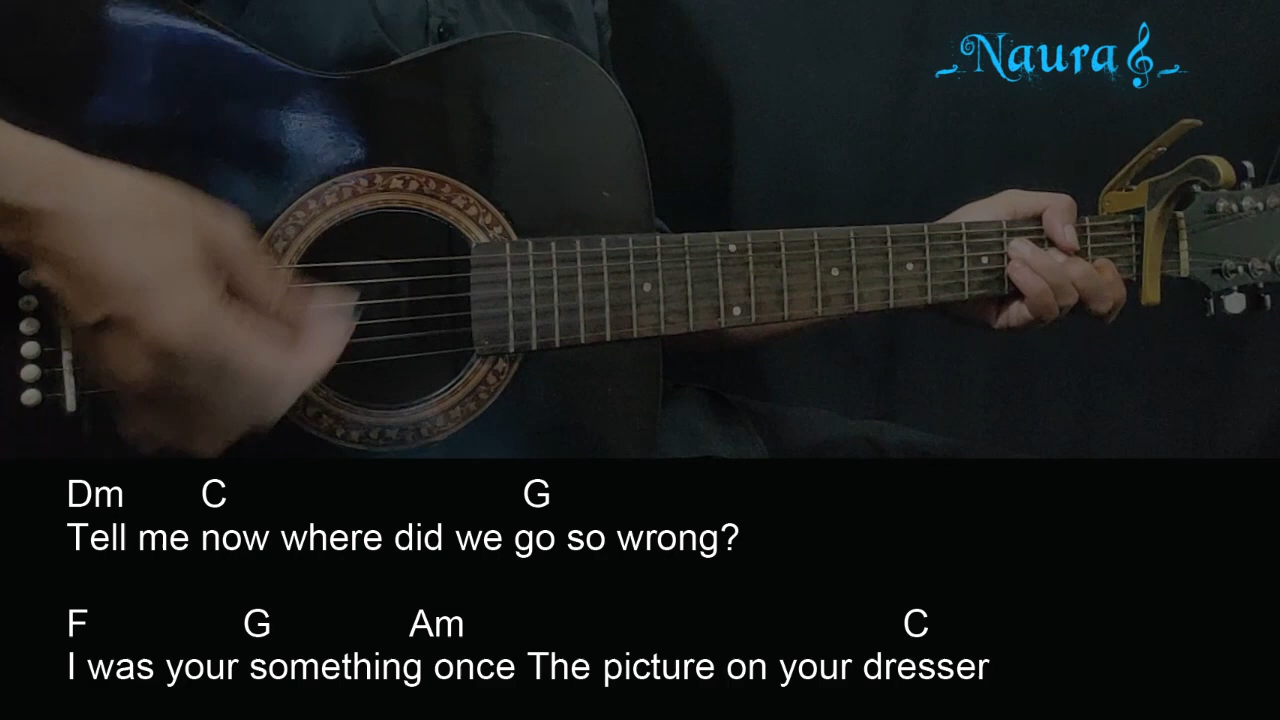 Naura
Dm C G
Tell me now where did we go so wrong?
F G Am C
I was your something once The picture on your dresser